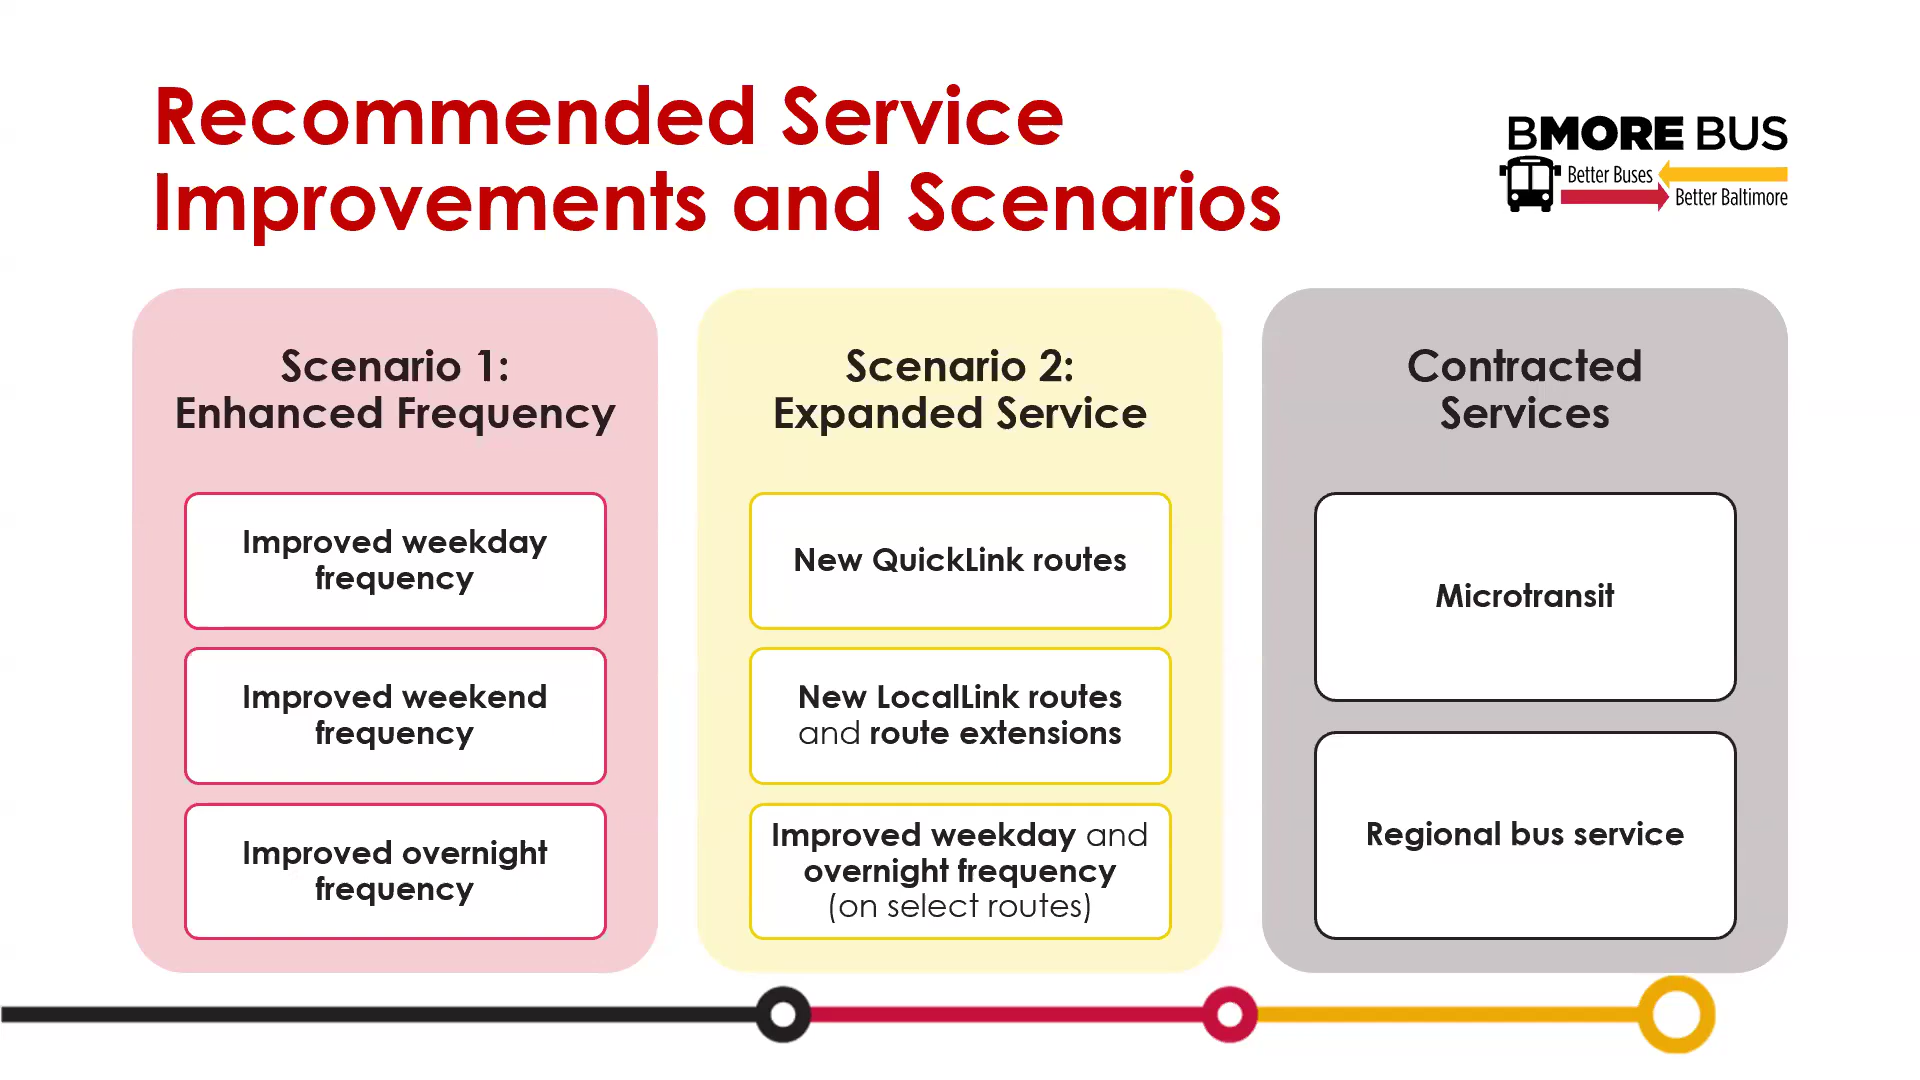 Recommended Service
Improvements and Scenarios
BMORE BUS
Better Buses
Better Baltimore
Scenario 1:
Enhanced Frequency
Improved weekday
frequency
Improved weekend
frequency
Improved overnight
frequency
Scenario 2:
Expanded Service
New QuickLink routes
New LocalLink routes
and route extensions
Improved weekday and
overnight frequency
(on select routes)
Contracted
Services
Microtransit
Regional bus service